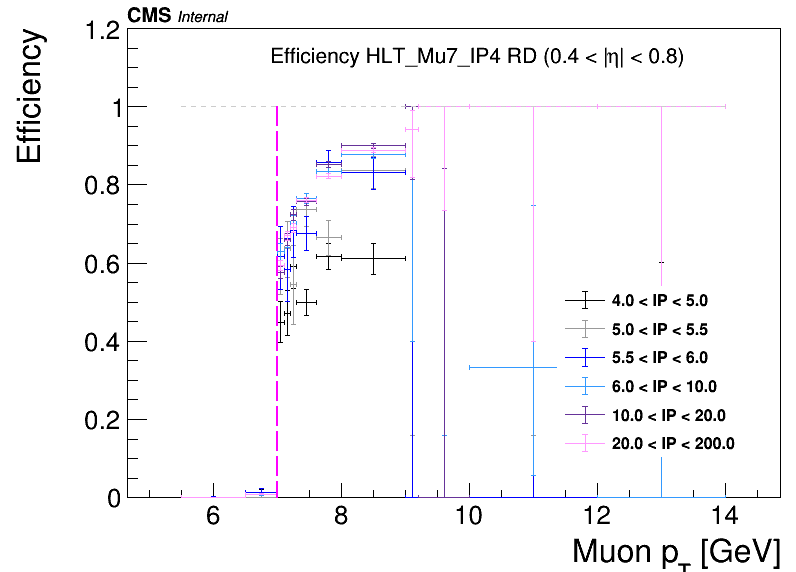 CMS Internal
Efficiency HLT_Mu7_IP4 RD (0.4 < |η| < 0.8)
Efficiency
1.2
1
0.8
0.6
0.4
0.2
0
4.0 < IP < 5.0
5.0 < IP < 5.5
5.5 < IP < 6.0
6.0 < IP < 10.0
10.0 < IP < 20.0
20.0 < IP < 200.0
6 8 10 12 14
Muon p_T [GeV]